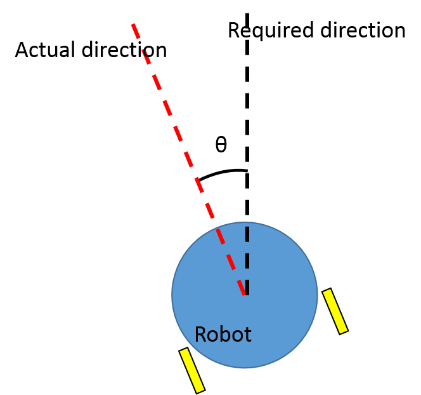 Required direction
Actual direction
θ
Robot